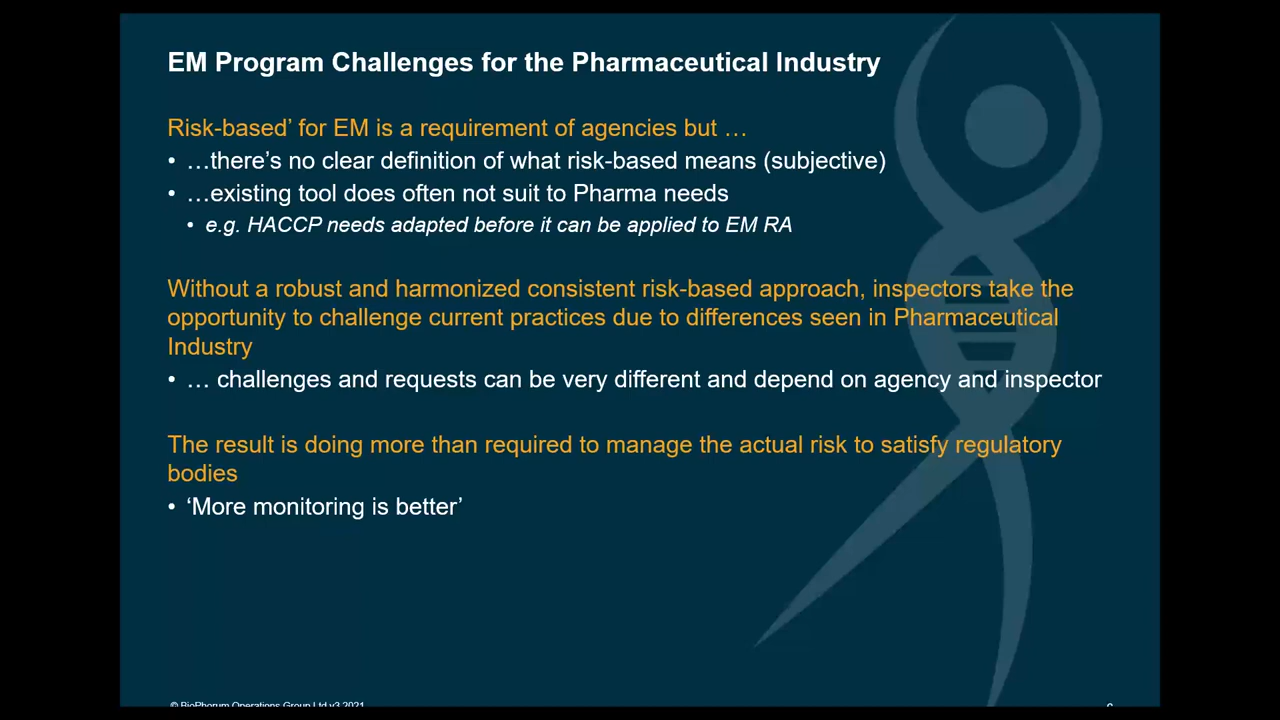 EM Program Challenges for the Pharmaceutical Industry
Risk-based’ for EM is a requirement of agencies but …
• …there’s no clear definition of what risk-based means (subjective)
• …existing tool does often not suit to Pharma needs
• e.g. HACCP needs adapted before it can be applied to EM RA
Without a robust and harmonized consistent risk-based approach, inspectors take the
opportunity to challenge current practices due to differences seen in Pharmaceutical
Industry
• … challenges and requests can be very different and depend on agency and inspector
The result is doing more than required to manage the actual risk to satisfy regulatory
bodies
• ‘More monitoring is better’
© BioPhorum Operations Group Ltd v3 2021